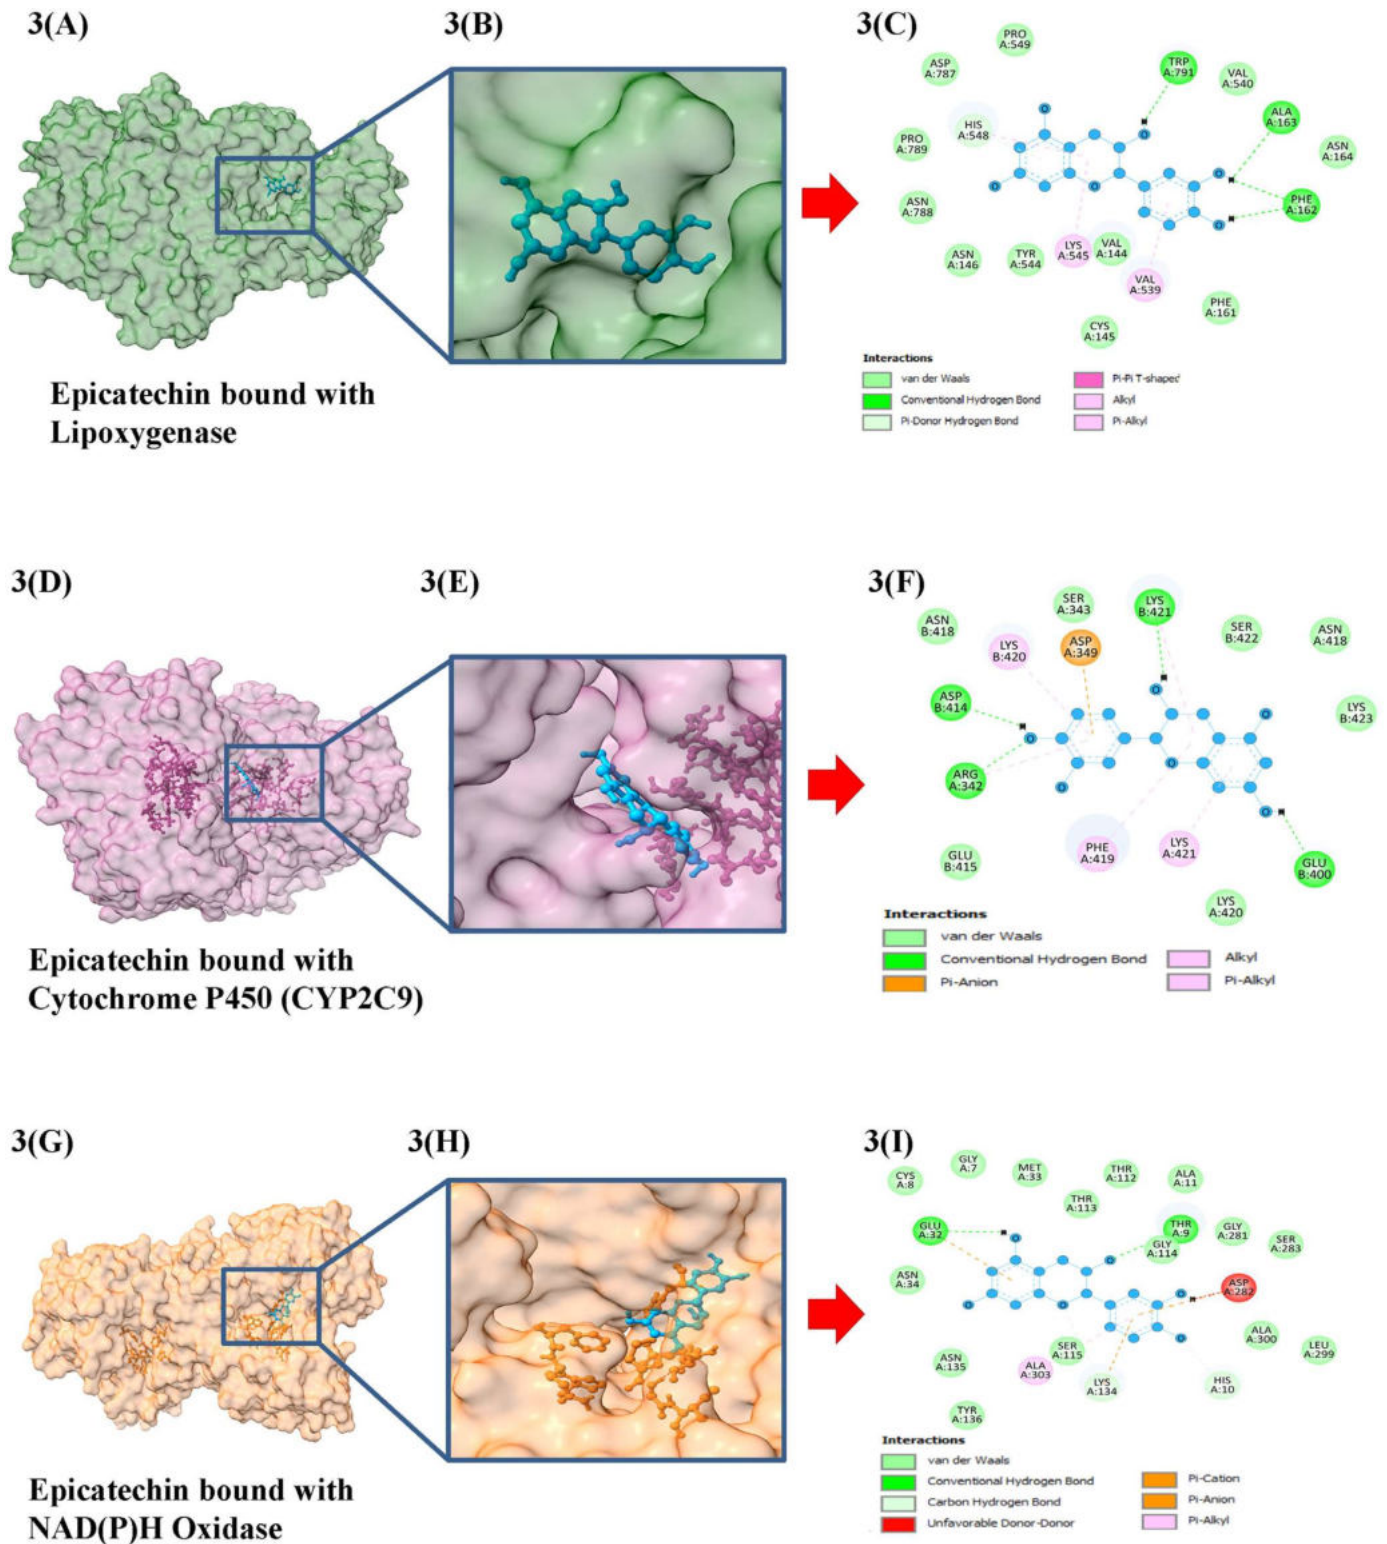 3(A)
3(B)
3(C)
PRO
A:549
ASP
A:787
TRP
A:791
VAL
A:540
HIS
A:548
ALA
A:163
PRO
A:789
ASN
A:164
PHE
A:162
ASN
A:788
ASN
A:146
TYR
A:544
LYS
A:545
VAL
A:144
VAL
A:539
PHE
A:161
CYS
A:145
Interactions
van der Waals
Conventional Hydrogen Bond
Pi-Donor Hydrogen Bond
Pi-Pi T-shaped
Alkyl
Pi-Alkyl
Epicatechin bound with
Lipoxygenase
3(D)
3(E)
3(F)
ASN
B:418
SER
A:343
LYS
B:421
SER
B:422
ASN
A:418
LYS
B:420
ASP
A:349
ASP
B:414
LYS
B:423
ARG
A:342
GLU
B:415
PHE
A:419
LYS
A:421
GLU
B:400
LYS
A:420
Interactions
van der Waals
Conventional Hydrogen Bond
Pi-Anion
Alkyl
Pi-Alkyl
Epicatechin bound with
Cytochrome P450 (CYP2C9)
3(G)
3(H)
3(I)
CYS
A:8
GLY
A:7
MET
A:33
THR
A:112
ALA
A:11
THR
A:113
GLU
A:32
THR
A:9
GLY
A:114
GLY
A:281
SER
A:283
ASN
A:34
ASP
A:282
ALA
A:300
LEU
A:299
ASN
A:135
SER
A:115
ALA
A:303
LYS
A:134
HIS
A:10
TYR
A:136
Interactions
van der Waals
Conventional Hydrogen Bond
Carbon Hydrogen Bond
Unfavorable Donor-Donor
Pi-Cation
Pi-Anion
Pi-Alkyl
Epicatechin bound with
NAD(P)H Oxidase